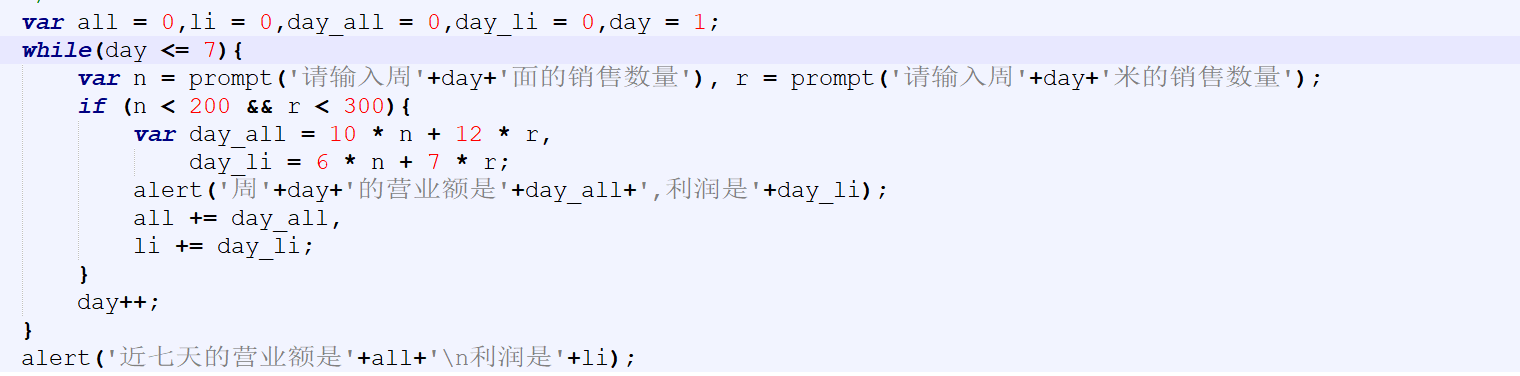 var all = 0,li = 0,day_all = 0,day_li = 0,day = 1;
while(day <= 7){
    var n = prompt('请输入周'+day+'面的销售数量'), r = prompt('请输入周'+day+'米的销售数量');
    if (n < 200 && r < 300){
        var day_all = 10 * n + 12 * r,
            day_li = 6 * n + 7 * r;
        alert('周'+day+'的营业额是'+day_all+',利润是'+day_li);
        all += day_all,
        li += day_li;
    }
    day++;
}
alert('近七天的营业额是'+all+'\n利润是'+li);